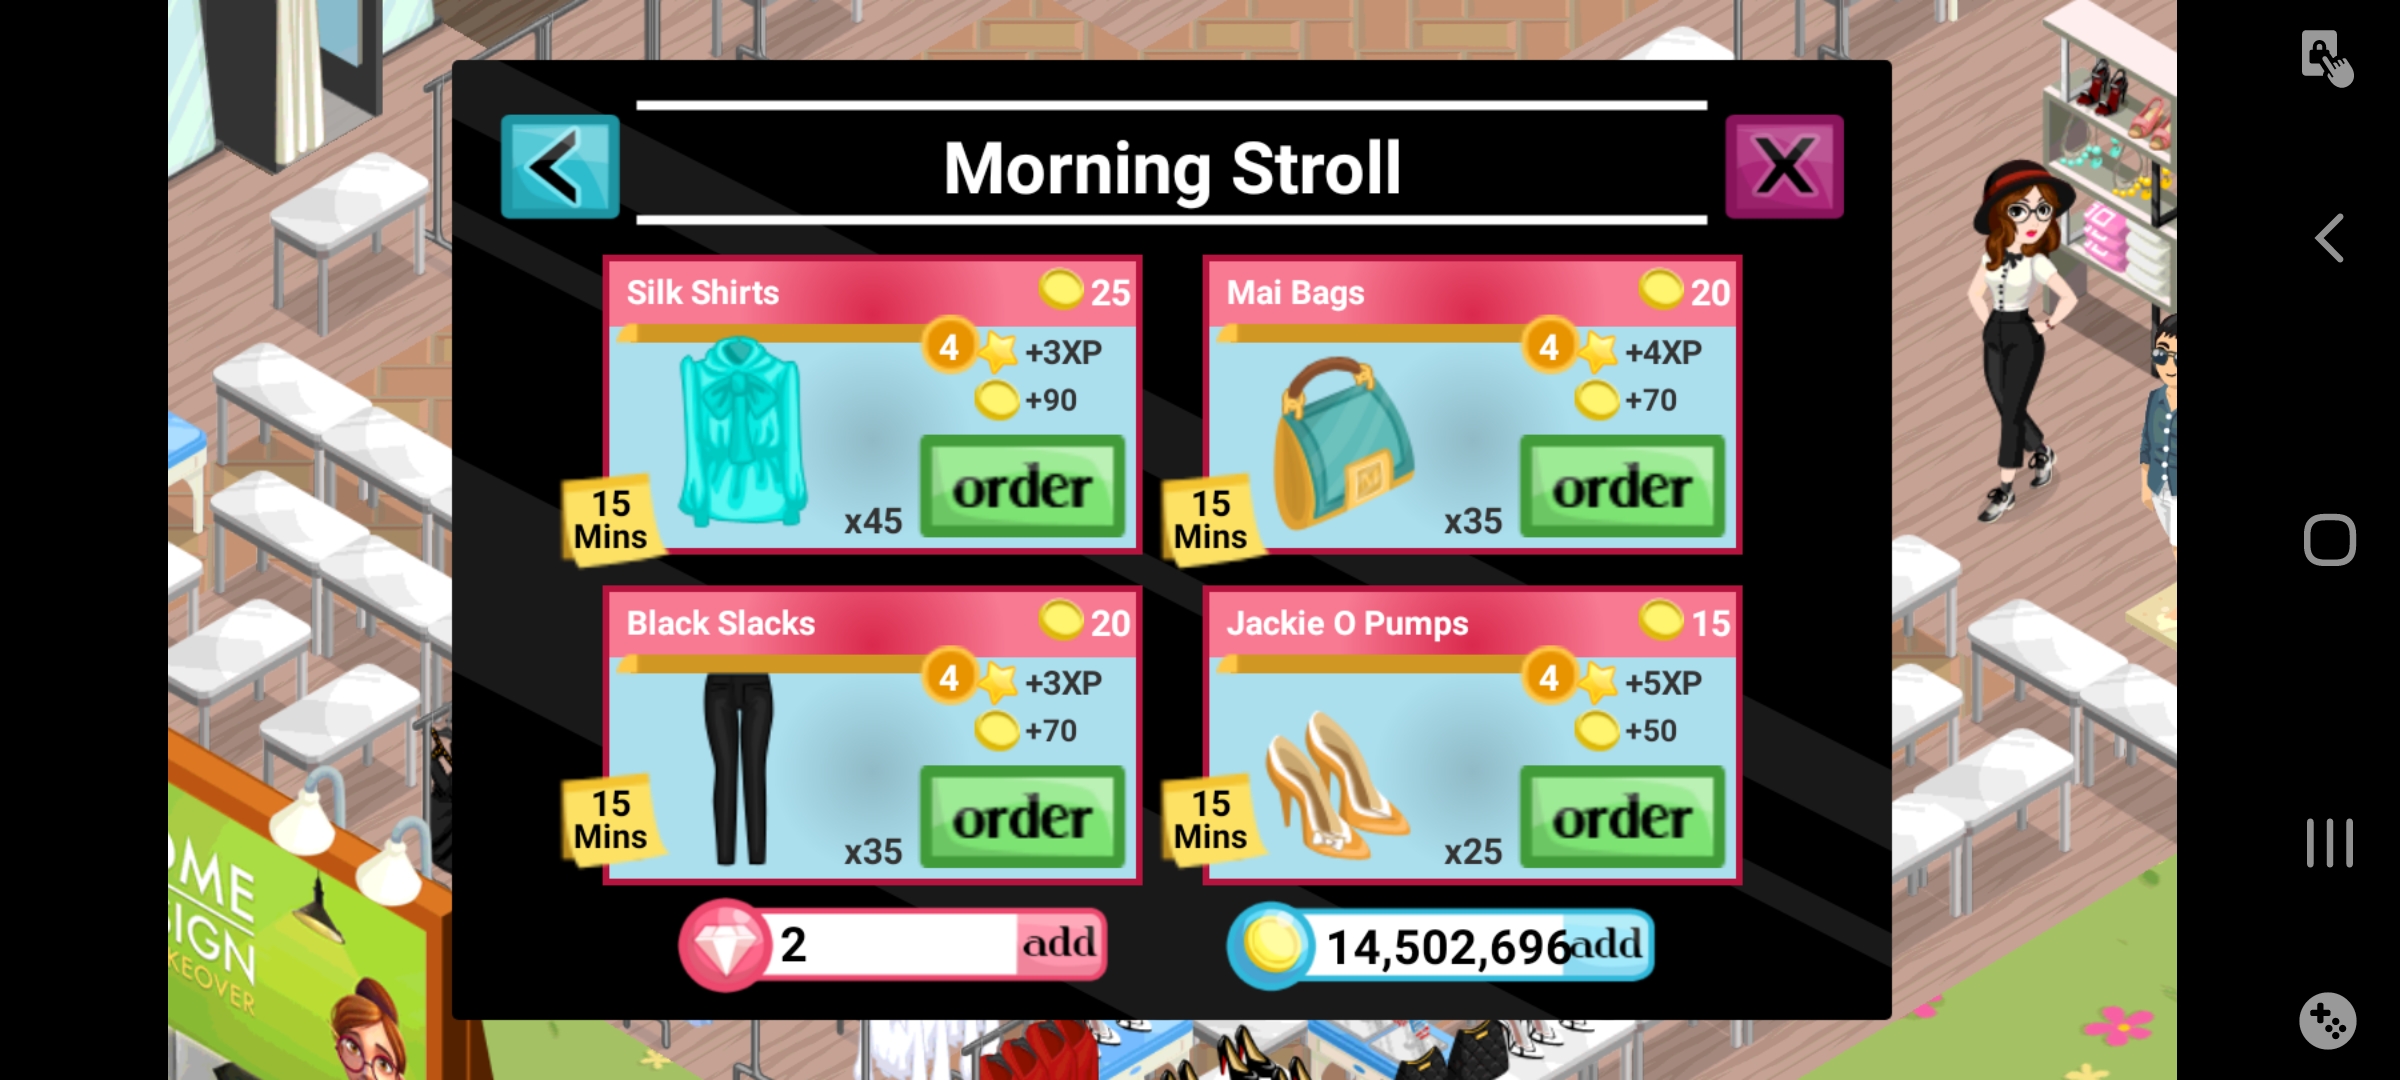 Morning Stroll
X
Silk Shirts
25
4
+3XP
+90
15
Mins
x45
order
Mai Bags
20
4
+4XP
+70
15
Mins
x35
order
Black Slacks
20
4
+3XP
+70
15
Mins
x35
order
Jackie O Pumps
15
4
+5XP
+50
15
Mins
x25
order
2
add
14,502,696
add
OME
SIGN
KEOVER